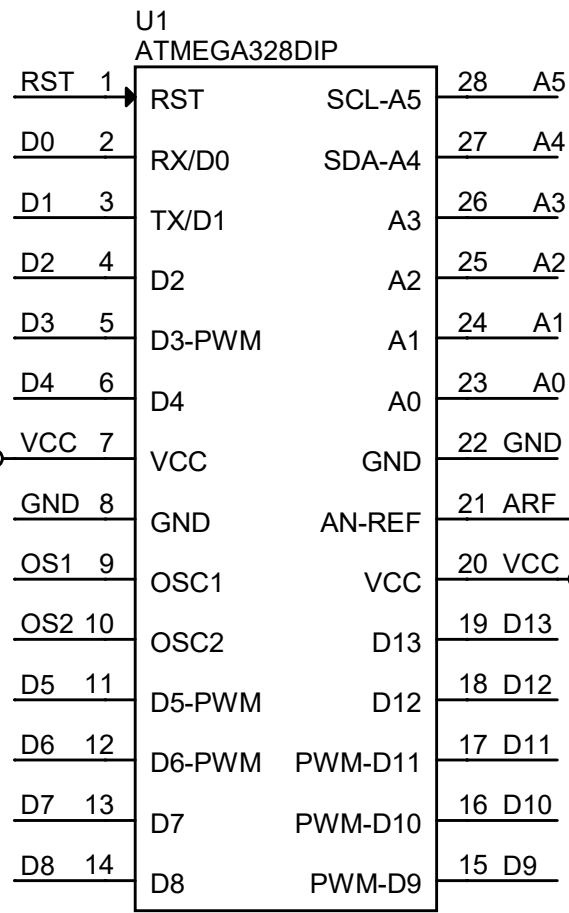 U1
ATMEGA328DIP
RST 1 RST SCL-A5 28 A5
D0 2 RX/D0 SDA-A4 27 A4
D1 3 TX/D1 A3 26 A3
D2 4 D2 A2 25 A2
D3 5 D3-PWM A1 24 A1
D4 6 D4 A0 23 A0
VCC 7 VCC GND 22 GND
GND 8 GND AN-REF 21 ARF
OS1 9 OSC1 VCC 20 VCC
OS2 10 OSC2 D13 19 D13
D5 11 D5-PWM D12 18 D12
D6 12 D6-PWM PWM-D11 17 D11
D7 13 D7 PWM-D10 16 D10
D8 14 D8 PWM-D9 15 D9